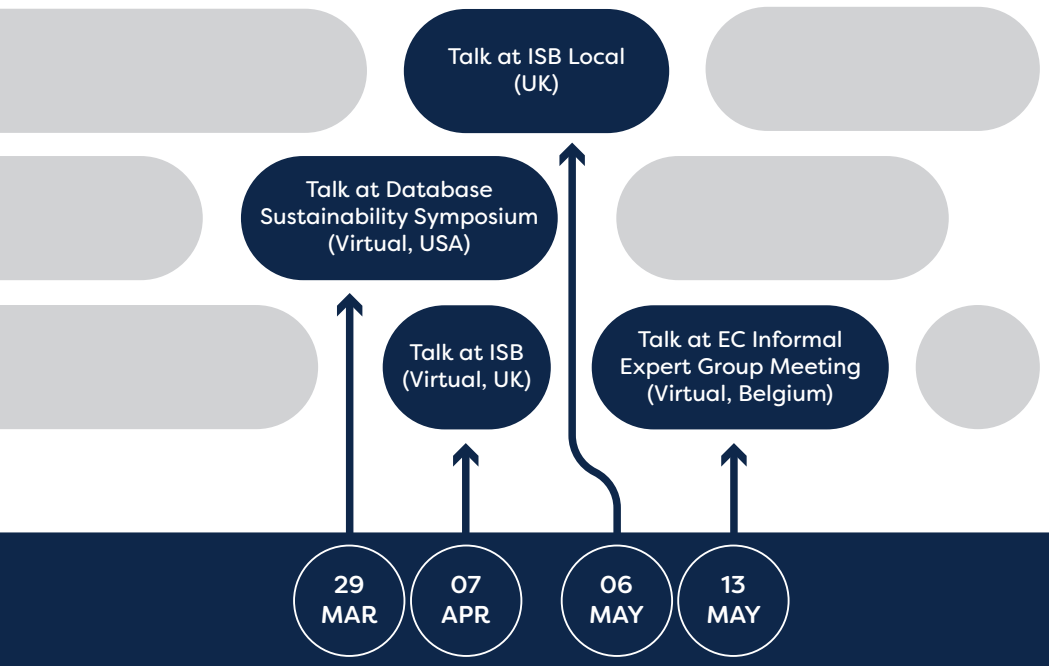 Talk at ISB Local
(UK)
Talk at Database
Sustainability Symposium
(Virtual, USA)
Talk at ISB
(Virtual, UK)
Talk at EC Informal
Expert Group Meeting
(Virtual, Belgium)
29
MAR
07
APR
06
MAY
13
MAY